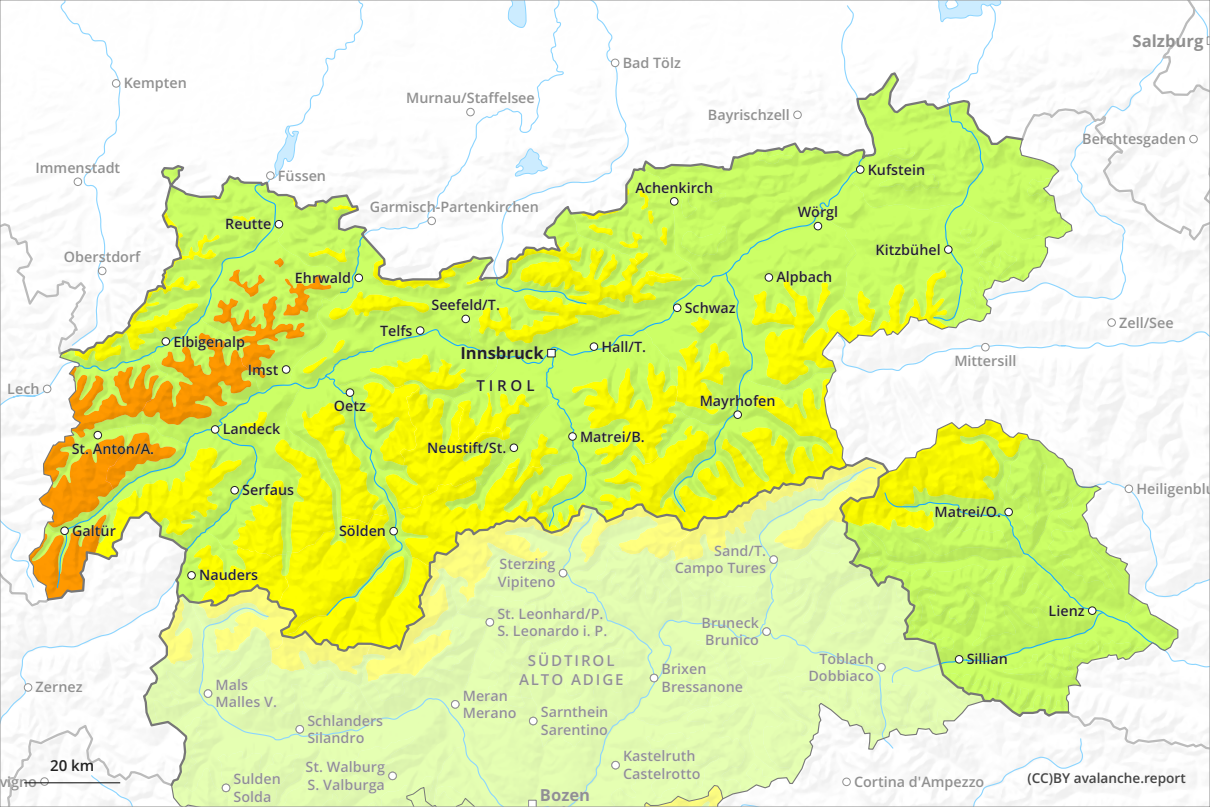 Salzburg
Bad Tölz
Kempten
Murnau/Staffelsee
Bayrischzell
Berchtesgaden
Immenstadt
Füssen
Kufstein
Achenkirch
Garmisch-Partenkirchen
Wörgl
Reutte
Kitzbühel
Oberstdorf
Ehrwald
Alpbach
Seefeld/T.
Schwaz
Telfs
Zell/See
Elbigenalp
Innsbruck
Hall/T.
Mittersill
Imst
TIROL
Lech
Oetz
Mayrhofen
Landeck
Matrei/B.
St. Anton/A.
Neustift/St.
Serfaus
Heiligenblu
Matrei/O.
Galtür
Sölden
Sterzing
Vipiteno
Sand/T.
Campo Tures
Nauders
Lienz
St. Leonhard/P.
S. Leonardo i. P.
Bruneck
Brunico
SÜDTIROL
ALTO ADIGE
Toblach
Dobbiaco
Sillian
Zernez
Mals
Malles V.
Brixen
Bressanone
Meran
Merano
Sarnthein
Sarentino
Schlanders
Silandro
20 km
St. Walburg
S. Valburga
Kastelruth
Castelrotto
vigno
Sulden
Solda
Cortina d'Ampezzo
(CC)BY avalanche.report
Bozen